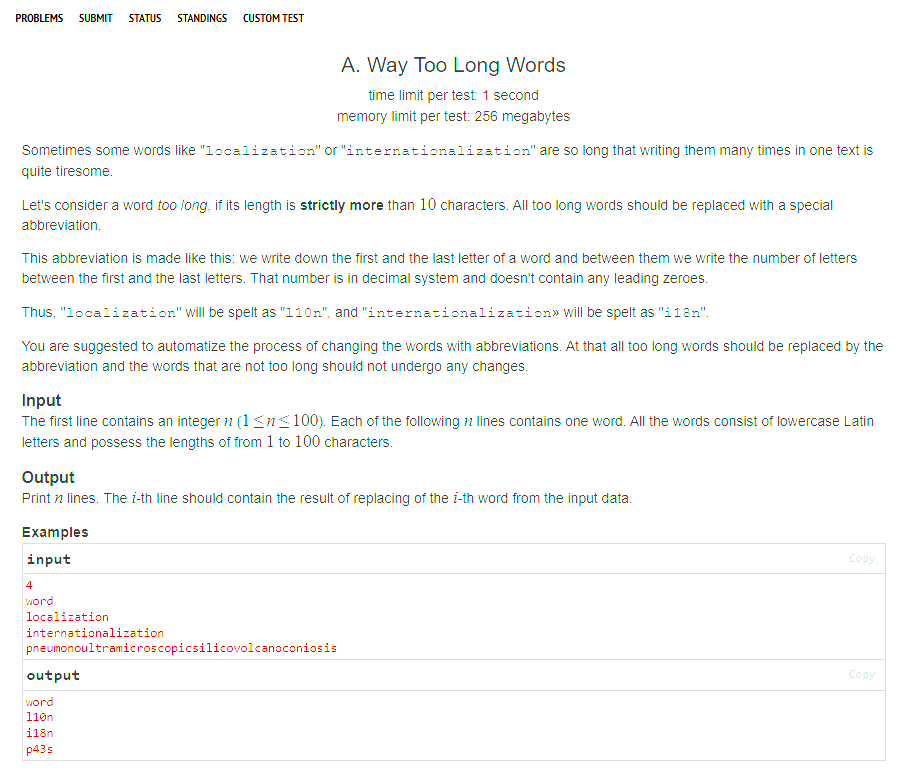 PROBLEMS SUBMIT STATUS STANDINGS CUSTOM TEST
A. Way Too Long Words
time limit per test: 1 second
memory limit per test: 256 megabytes
Sometimes some words like "localization" or "internationalization" are so long that writing them many times in one text is
quite tiresome.
Let's consider a word too long, if its length is strictly more than 10 characters. All too long words should be replaced with a special
abbreviation.
This abbreviation is made like this: we write down the first and the last letter of a word and between them we write the number of letters
between the first and the last letters. That number is in decimal system and doesn't contain any leading zeroes.
Thus, "localization" will be spelt as "l10n", and "internationalization» will be spelt as "i18n".
You are suggested to automatize the process of changing the words with abbreviations. At that all too long words should be replaced by the
abbreviation and the words that are not too long should not undergo any changes.
Input
The first line contains an integer n (1 ≤ n ≤ 100). Each of the following n lines contains one word. All the words consist of lowercase Latin
letters and possess the lengths of from 1 to 100 characters.
Output
Print n lines. The i-th line should contain the result of replacing of the i-th word from the input data.
Examples
input Copy
4
word
localization
internationalization
pneumonoultramicroscopicsilicovolcanoconiosis
output Copy
word
l10n
i18n
p43s